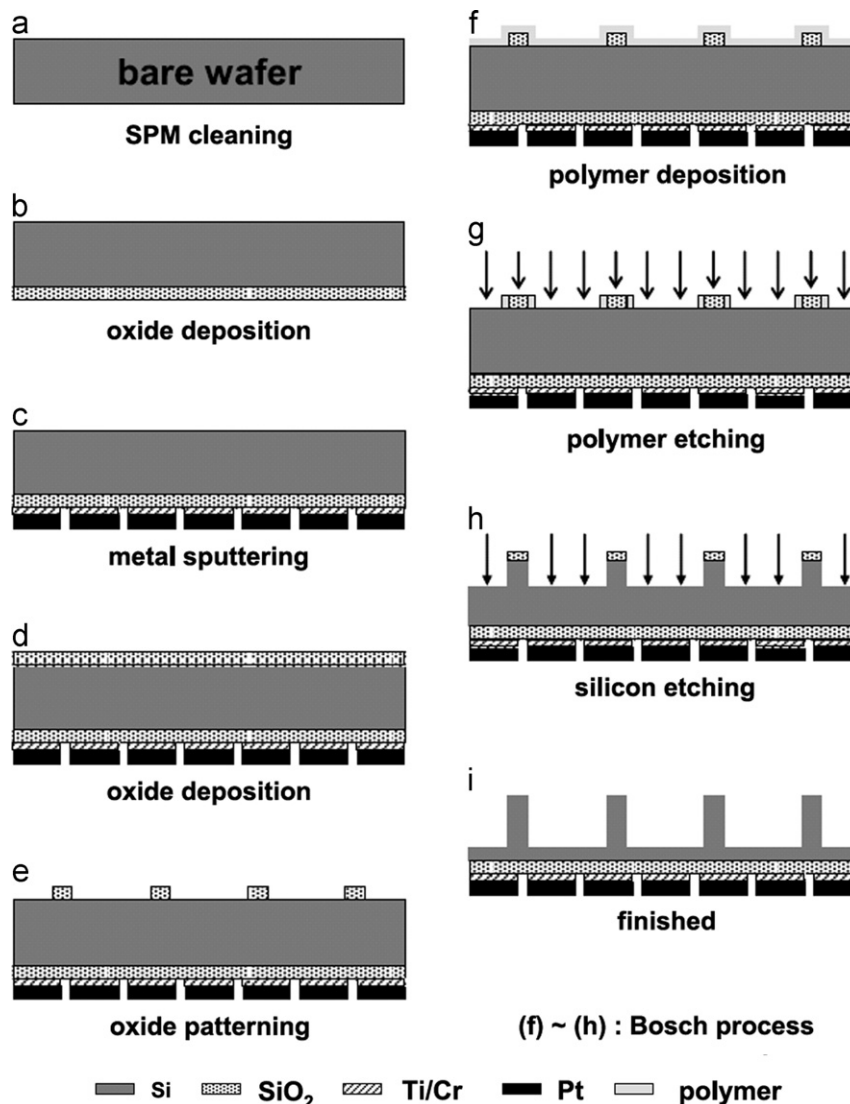 a
bare wafer
SPM cleaning
b
oxide deposition
c
metal sputtering
d
oxide deposition
e
oxide patterning
f
polymer deposition
g
polymer etching
h
silicon etching
i
finished
(f) ~ (h) : Bosch process
Si SiO₂ Ti/Cr Pt polymer